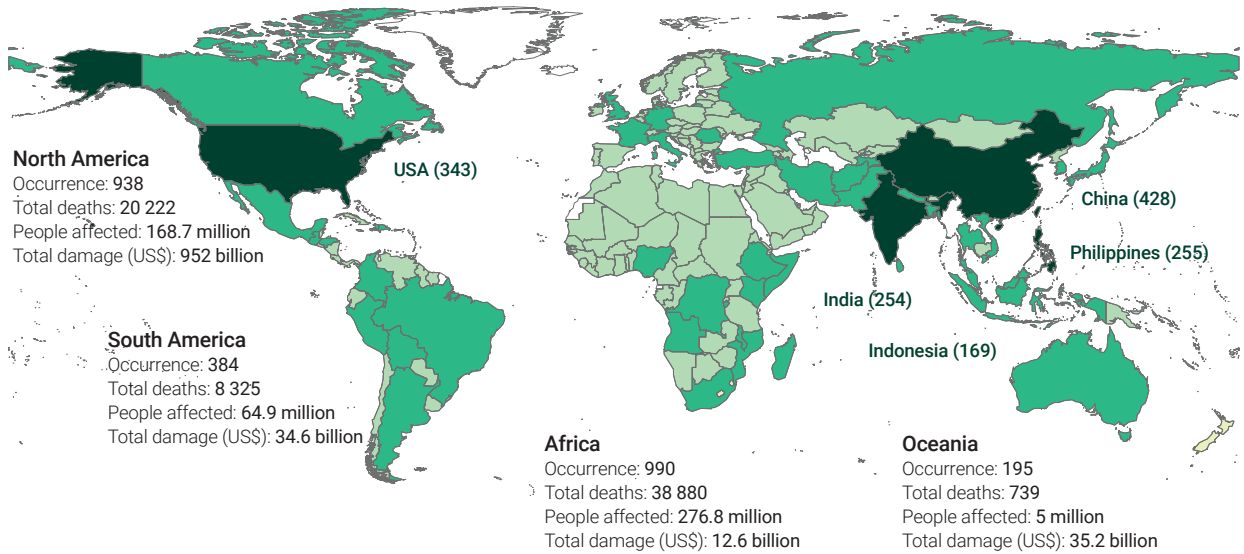 North America
Occurrence: 938
Total deaths: 20 222
People affected: 168.7 million
Total damage (US$): 952 billion
USA (343)
China (428)
Philippines (255)
India (254)
Indonesia (169)
South America
Occurrence: 384
Total deaths: 8 325
People affected: 64.9 million
Total damage (US$): 34.6 billion
Africa
Occurrence: 990
Total deaths: 38 880
People affected: 276.8 million
Total damage (US$): 12.6 billion
Oceania
Occurrence: 195
Total deaths: 739
People affected: 5 million
Total damage (US$): 35.2 billion